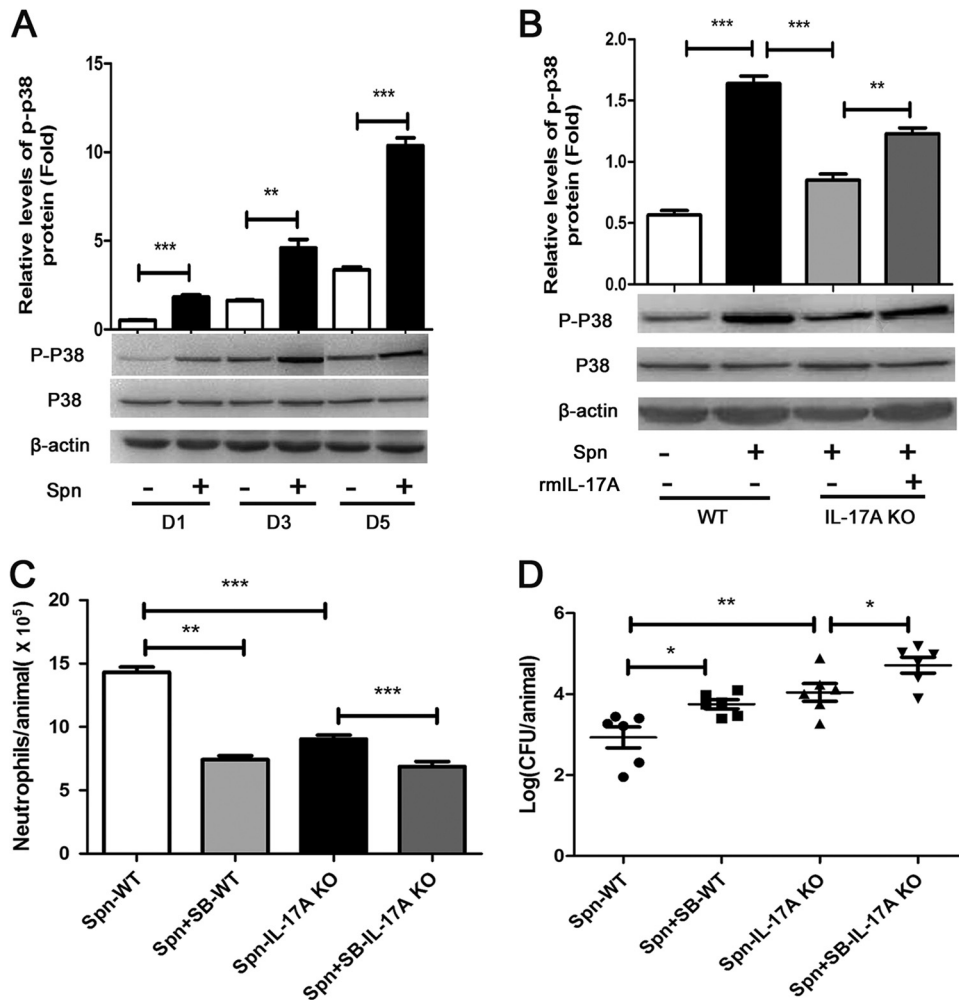 A
Relative levels of p-p38
protein (Fold)
15
10
5
0
***
**
***
P-P38
P38
β-actin
Spn
- + - + - +
D1 D3 D5
B
Relative levels of p-p38
protein (Fold)
2.0
1.5
1.0
0.5
0.0
*** ***
**
P-P38
P38
β-actin
Spn - + + +
rmIL-17A - - - +
WT IL-17A KO
C
Neutrophils/animal( x 10⁵)
20
15
10
5
0
***
**
***
Spn-WT
Spn+SB-WT
Spn-IL-17A KO
Spn+SB-IL-17A KO
D
Log(CFU/animal)
6
4
2
0
** *
*
Spn-WT
Spn+SB-WT
Spn-IL-17A KO
Spn+SB-IL-17A KO